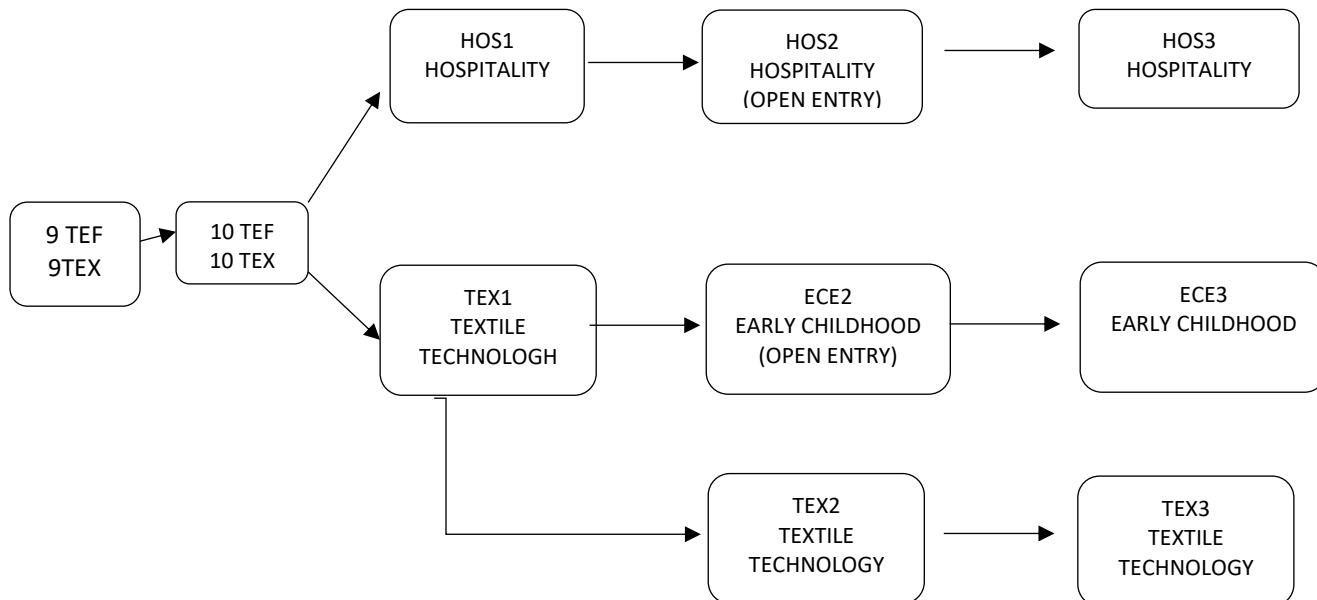 HOS1
HOSPITALITY
HOS2
HOSPITALITY
(OPEN ENTRY)
HOS3
HOSPITALITY
9 TEF
9TEX
10 TEF
10 TEX
TEX1
TEXTILE
TECHNOLOGH
ECE2
EARLY CHILDHOOD
(OPEN ENTRY)
ECE3
EARLY CHILDHOOD
TEX2
TEXTILE
TECHNOLOGY
TEX3
TEXTILE
TECHNOLOGY